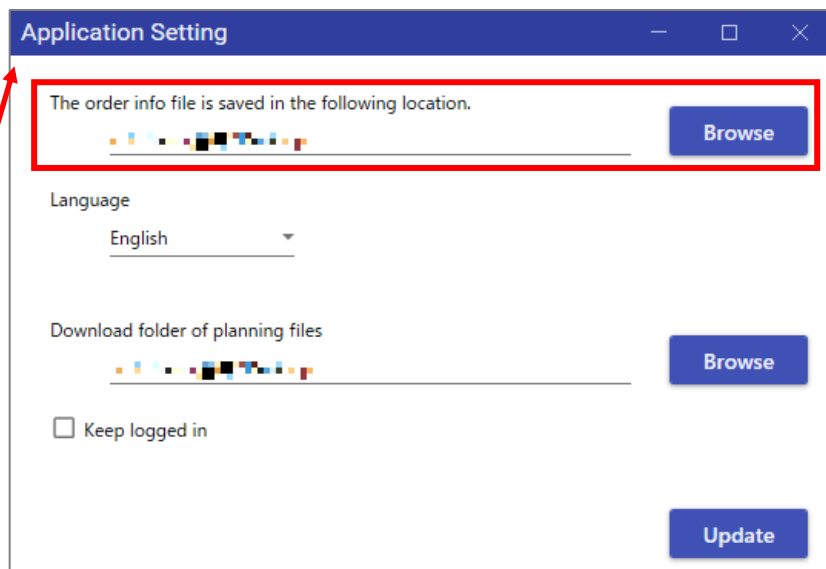 Application Setting
The order info file is saved in the following location.
Browse
Language
English
Download folder of planning files
Browse
Keep logged in
Update